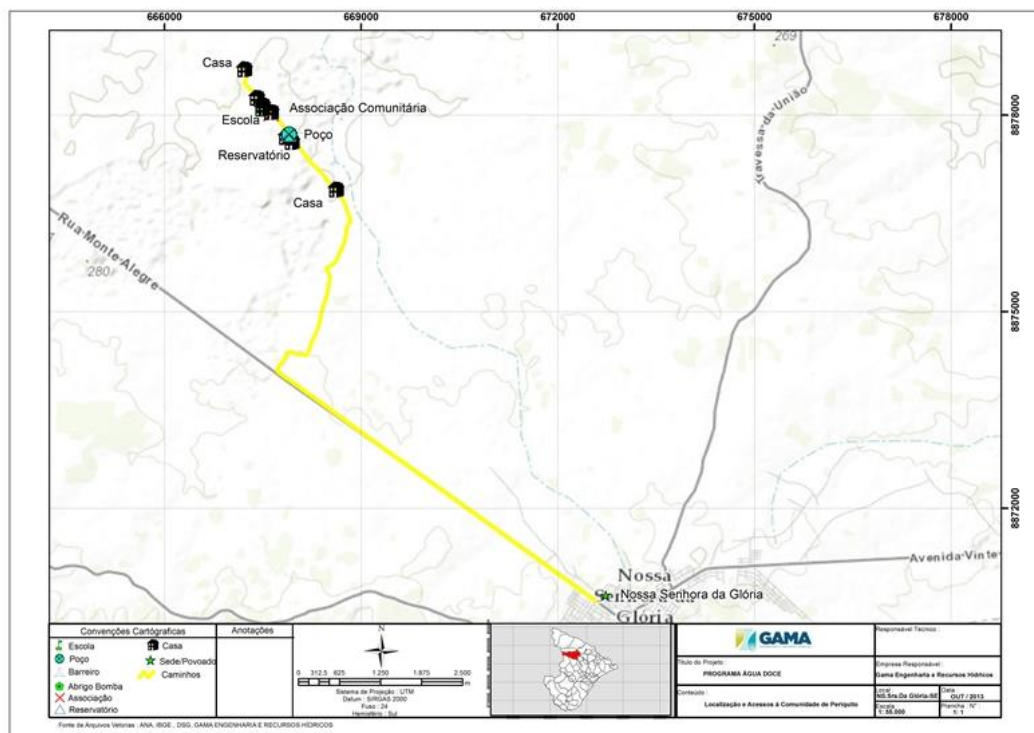 666000 669000 672000 675000 678000
269
Casa
Travessa da União
Associação Comunitária
8878000
Escola
Poço
Reservatório
Casa
Rua Monte Alegre
280
8875000
8872000
Avenida Vinte
Nossa
Senhora da
Glória
Nossa Senhora da Glória
Convenções Cartógraficas
Escola
Casa
Poço
Sede/Povoado
Barreiro
Caminhos
Abrigo Bomba
Associação
Reservatório
Anotações
N
0 312,5 625 1.250 1.875 2.500
m
Sistema de Projeção : UTM
Datum : SIRGAS 2000
Fuso : 24
Hemisfério : Sul
GAMA
Responsável Técnico :
Título do Projeto :
PROGRAMA ÁGUA DOCE
Empresa Responsável :
Gama Engenharia e Recursos Hídricos
Conteúdo :
Localização e Acessos à Comunidade de Periquito
Local :
NS.Sra.Da Glória-SE
Data
OUT / 2013
Escala
1: 55.000
Prancha : N° :
1: 1
Fonte de Arquivos Vetorias : ANA, IBGE , DSG, GAMA ENGENHARIA E RECURSOS HÍDRICOS